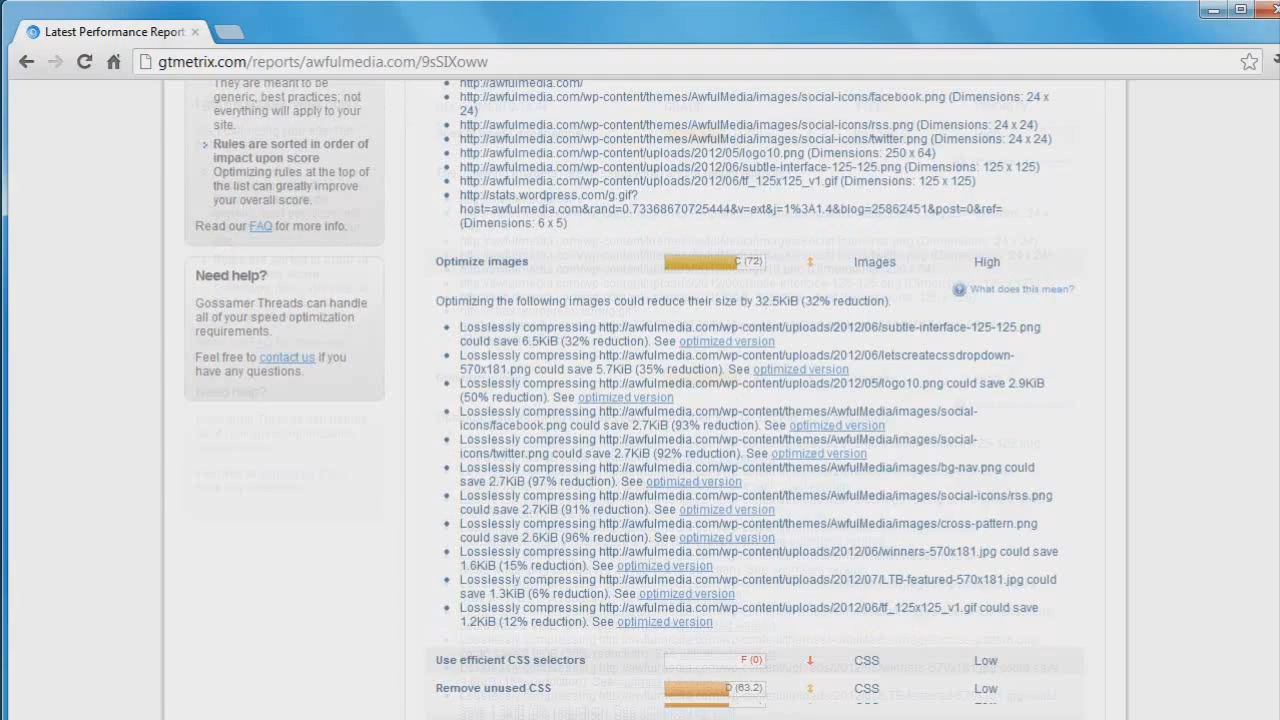 Latest Performance Report
gtmetrix.com/reports/awfulmedia.com/9sSIXoww
They are meant to
generic, best practices; not
everything will apply to your
site.
Rules are sorted in order of
impact upon score
Optimizing rules at the top of
the list can greatly improve
your overall score.
Read our FAQ for more info.
Need help?
Gossamer Threads can handle
all of your speed optimization
requirements.
Feel free to contact us if you
have any questions.
http://awfulmedia.com/
http://awfulmedia.com/wp-content/themes/AwfulMedia/images/social-icons/facebook.png (Dimensions: 24 x
24)
http://awfulmedia.com/wp-content/themes/AwfulMedia/images/social-icons/rss.png (Dimensions: 24 x 24)
http://awfulmedia.com/wp-content/themes/AwfulMedia/images/social-icons/twitter.png (Dimensions: 24 x 24)
http://awfulmedia.com/wp-content/uploads/2012/05/logo10.png (Dimensions: 250 x 64)
http://awfulmedia.com/wp-content/uploads/2012/06/subtle-interface-125-125.png (Dimensions: 125 x 125)
http://awfulmedia.com/wp-content/uploads/2012/06/tf_125x125_v1.gif (Dimensions: 125 x 125)
http://stats.wordpress.com/g.gif?
host=awfulmedia.com&rand=0.73368670725444&v=ext&j=1%3A1.4&blog=25862451&post=0&ref=
(Dimensions: 6 x 5)
Optimize images C (72) Images High
What does this mean?
Optimizing the following images could reduce their size by 32.5KiB (32% reduction).
Losslessly compressing http://awfulmedia.com/wp-content/uploads/2012/06/subtle-interface-125-125.png
could save 6.5KiB (32% reduction). See optimized version
Losslessly compressing http://awfulmedia.com/wp-content/uploads/2012/06/letscreatecssdropdown-
570x181.png could save 5.7KiB (35% reduction). See optimized version
Losslessly compressing http://awfulmedia.com/wp-content/uploads/2012/05/logo10.png could save 2.9KiB
(50% reduction). See optimized version
Losslessly compressing http://awfulmedia.com/wp-content/themes/AwfulMedia/images/social-
icons/facebook.png could save 2.7KiB (93% reduction). See optimized version
Losslessly compressing http://awfulmedia.com/wp-content/themes/AwfulMedia/images/social-
icons/twitter.png could save 2.7KiB (92% reduction). See optimized version
Losslessly compressing http://awfulmedia.com/wp-content/themes/AwfulMedia/images/bg-nav.png could
save 2.7KiB (97% reduction). See optimized version
Losslessly compressing http://awfulmedia.com/wp-content/themes/AwfulMedia/images/social-icons/rss.png
could save 2.7KiB (91% reduction). See optimized version
Losslessly compressing http://awfulmedia.com/wp-content/themes/AwfulMedia/images/cross-pattern.png
could save 2.6KiB (96% reduction). See optimized version
Losslessly compressing http://awfulmedia.com/wp-content/uploads/2012/06/winners-570x181.jpg could save
1.6KiB (15% reduction). See optimized version
Losslessly compressing http://awfulmedia.com/wp-content/uploads/2012/07/LTB-featured-570x181.jpg could
save 1.3KiB (6% reduction). See optimized version
Losslessly compressing http://awfulmedia.com/wp-content/uploads/2012/06/tf_125x125_v1.gif could save
1.2KiB (12% reduction). See optimized version
Use efficient CSS selectors F (0) CSS Low
Remove unused CSS D (63.2) CSS Low